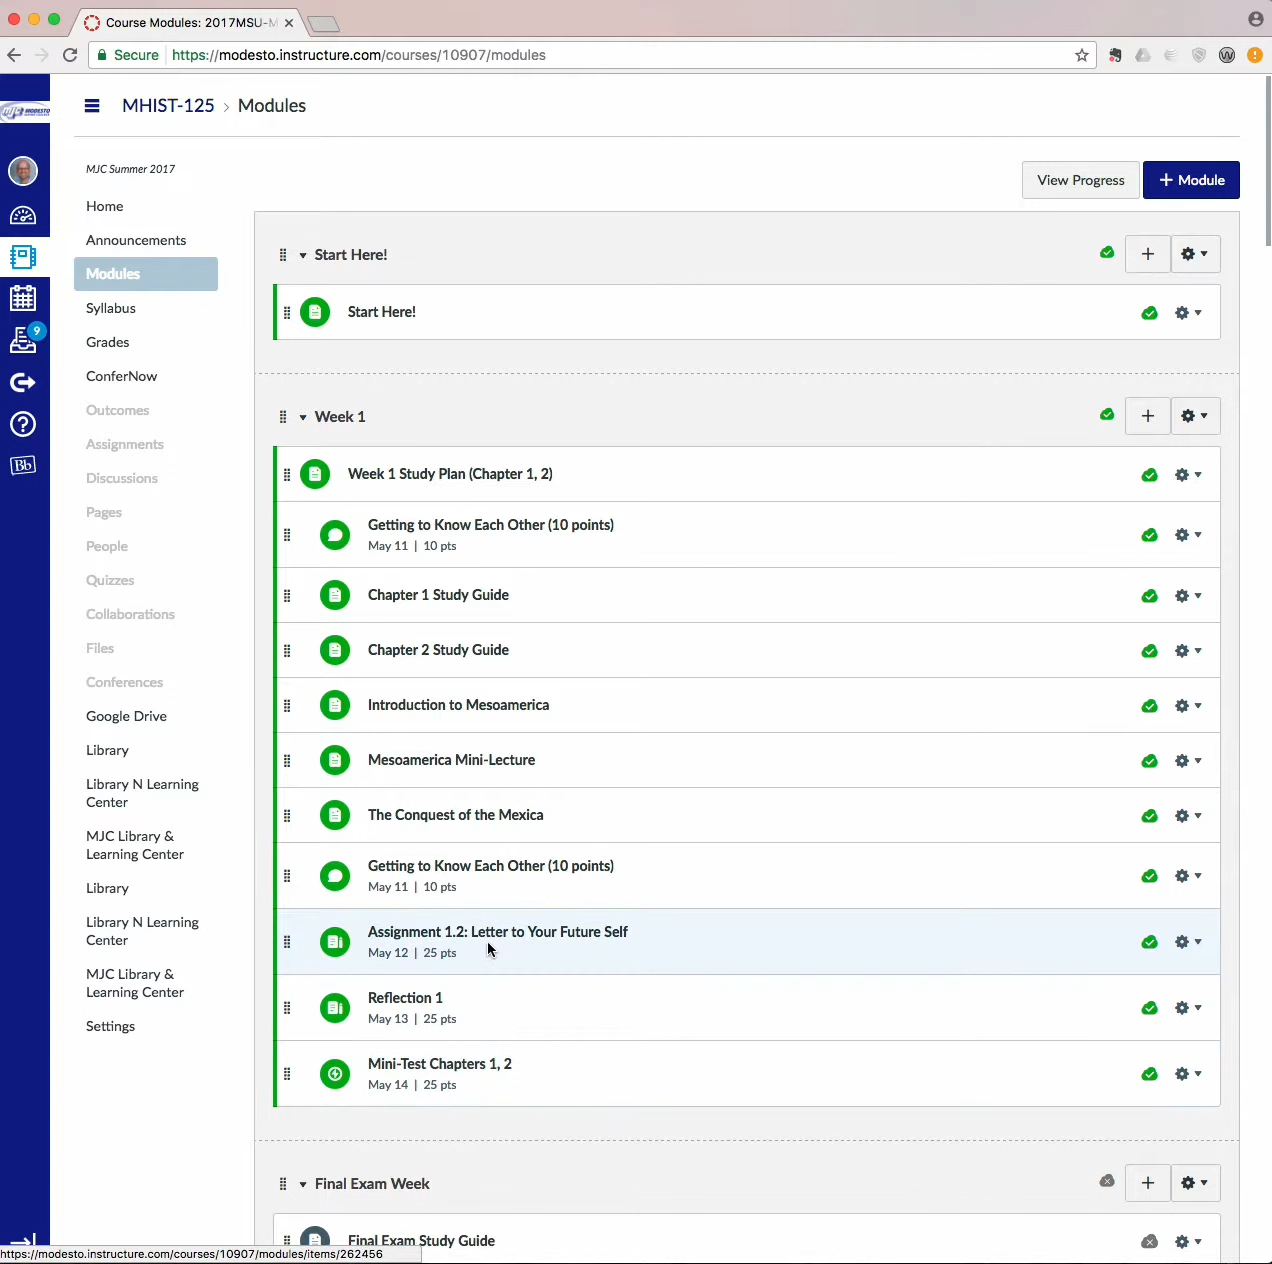 Course Modules: 2017MSU-M
Secure https://modesto.instructure.com/courses/10907/modules
MHIST-125 › Modules
MJC Summer 2017
Home
Announcements
Modules
Syllabus
Grades
ConferNow
Outcomes
Assignments
Discussions
Pages
People
Quizzes
Collaborations
Files
Conferences
Google Drive
Library
Library N Learning
Center
MJC Library &
Learning Center
Library
Library N Learning
Center
MJC Library &
Learning Center
Settings
9
Bb
View Progress
+ Module
Start Here!
Start Here!
Week 1
Week 1 Study Plan (Chapter 1, 2)
Getting to Know Each Other (10 points)
May 11 | 10 pts
Chapter 1 Study Guide
Chapter 2 Study Guide
Introduction to Mesoamerica
Mesoamerica Mini-Lecture
The Conquest of the Mexica
Getting to Know Each Other (10 points)
May 11 | 10 pts
Assignment 1.2: Letter to Your Future Self
May 12 | 25 pts
Reflection 1
May 13 | 25 pts
Mini-Test Chapters 1, 2
May 14 | 25 pts
Final Exam Week
Final Exam Study Guide
https://modesto.instructure.com/courses/10907/modules/items/262456